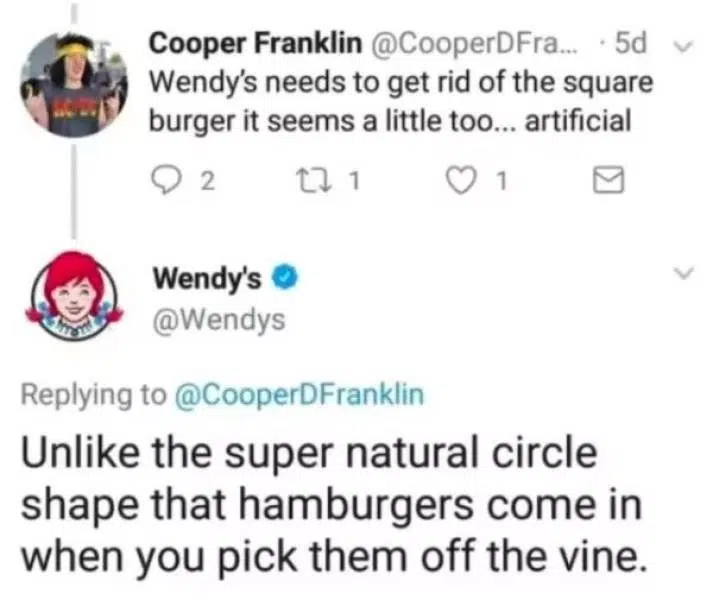 Cooper Franklin @CooperDFra... · 5d
Wendy's needs to get rid of the square
burger it seems a little too... artificial
2 1 1
Wendy's
@Wendys
Replying to @CooperDFranklin
Unlike the super natural circle
shape that hamburgers come in
when you pick them off the vine.